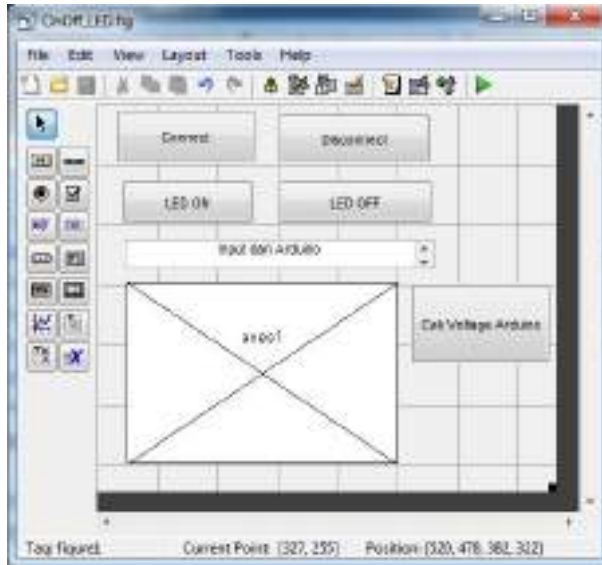 OnOff_LED.fig
File Edit View Layout Tools Help
Connect Disconnect
LED ON LED OFF
Input dari Arduino
axes1
Cek Voltage Arduino
Tag: figure1 Current Point: [327, 255] Position: [520, 478, 382, 322]